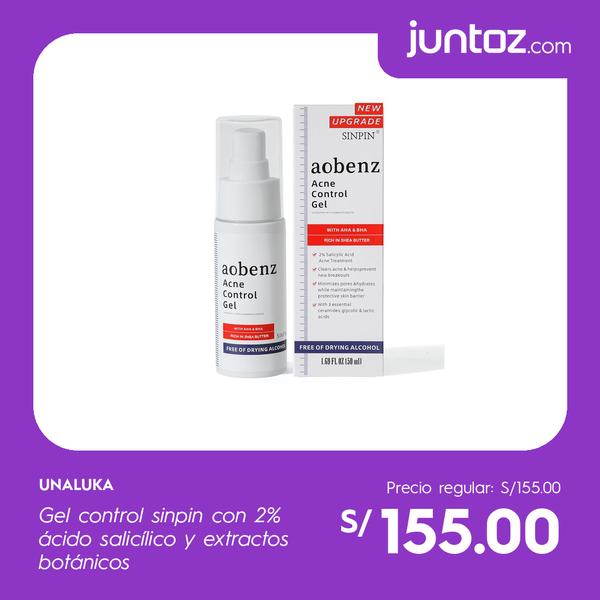 juntoz.com
NEW
UPGRADE
SINPIN®
aobenz
Acne
Control
Gel
WITH AHA & BHA
RICH IN SHEA BUTTER
2% Salicylic Acid
Acne Treatment
Clears acne & helpsprevent
new breakouts
Minimizes pores &hydrates
while maintainingthe
protective skin barrier
With 3 essential
ceramides, glycolic & lactic
acids
FREE OF DRYING ALCOHOL
1.69 FL OZ (50 ml)
aobenz
Acne
Control
Gel
WITH AHA & BHA
RICH IN SHEA BUTTER
FREE OF DRYING ALCOHOL
UNALUKA
Gel control sinpin con 2%
ácido salicílico y extractos
botánicos
Precio regular: S/155.00
S/155.00